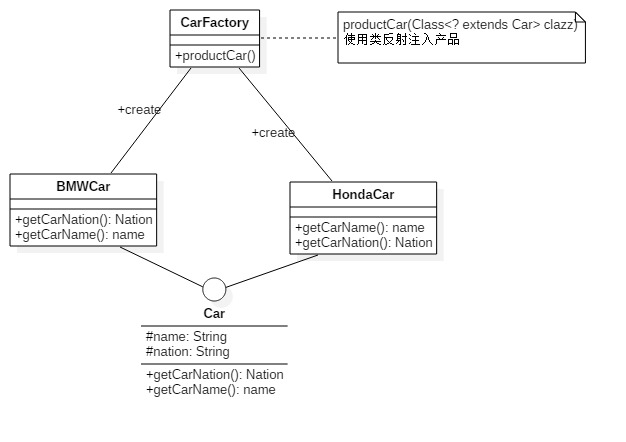 CarFactory
+productCar()
productCar(Class<? extends Car> clazz)
使用类反射注入产品
+create
+create
BMWCar
+getCarNation(): Nation
+getCarName(): name
HondaCar
+getCarName(): name
+getCarNation(): Nation
Car
#name: String
#nation: String
+getCarNation(): Nation
+getCarName(): name